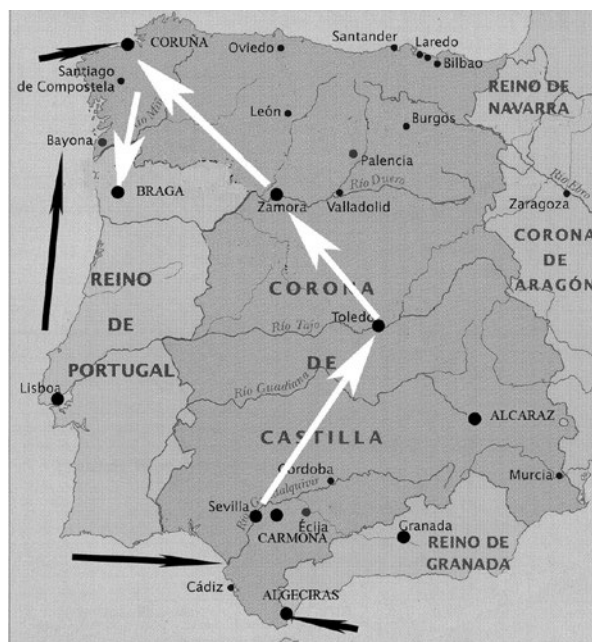 CORUÑA
Oviedo
Santander
Laredo
Bilbao
Santiago
de Compostela
REINO DE
NAVARRA
Río Miño
León
Burgos
Bayona
Palencia
BRAGA
Río Duero
Río Ebro
Zamora
Valladolid
Zaragoza
CORONA
DE
ARAGÓN
REINO
DE
PORTUGAL
CORONA
Toledo
Río Tajo
DE
Río Guadiana
Lisboa
ALCARAZ
CASTILLA
Córdoba
Murcia
Río Guadalquivir
Sevilla
CARMONA
Écija
Granada
REINO DE
GRANADA
Cádiz
ALGECIRAS